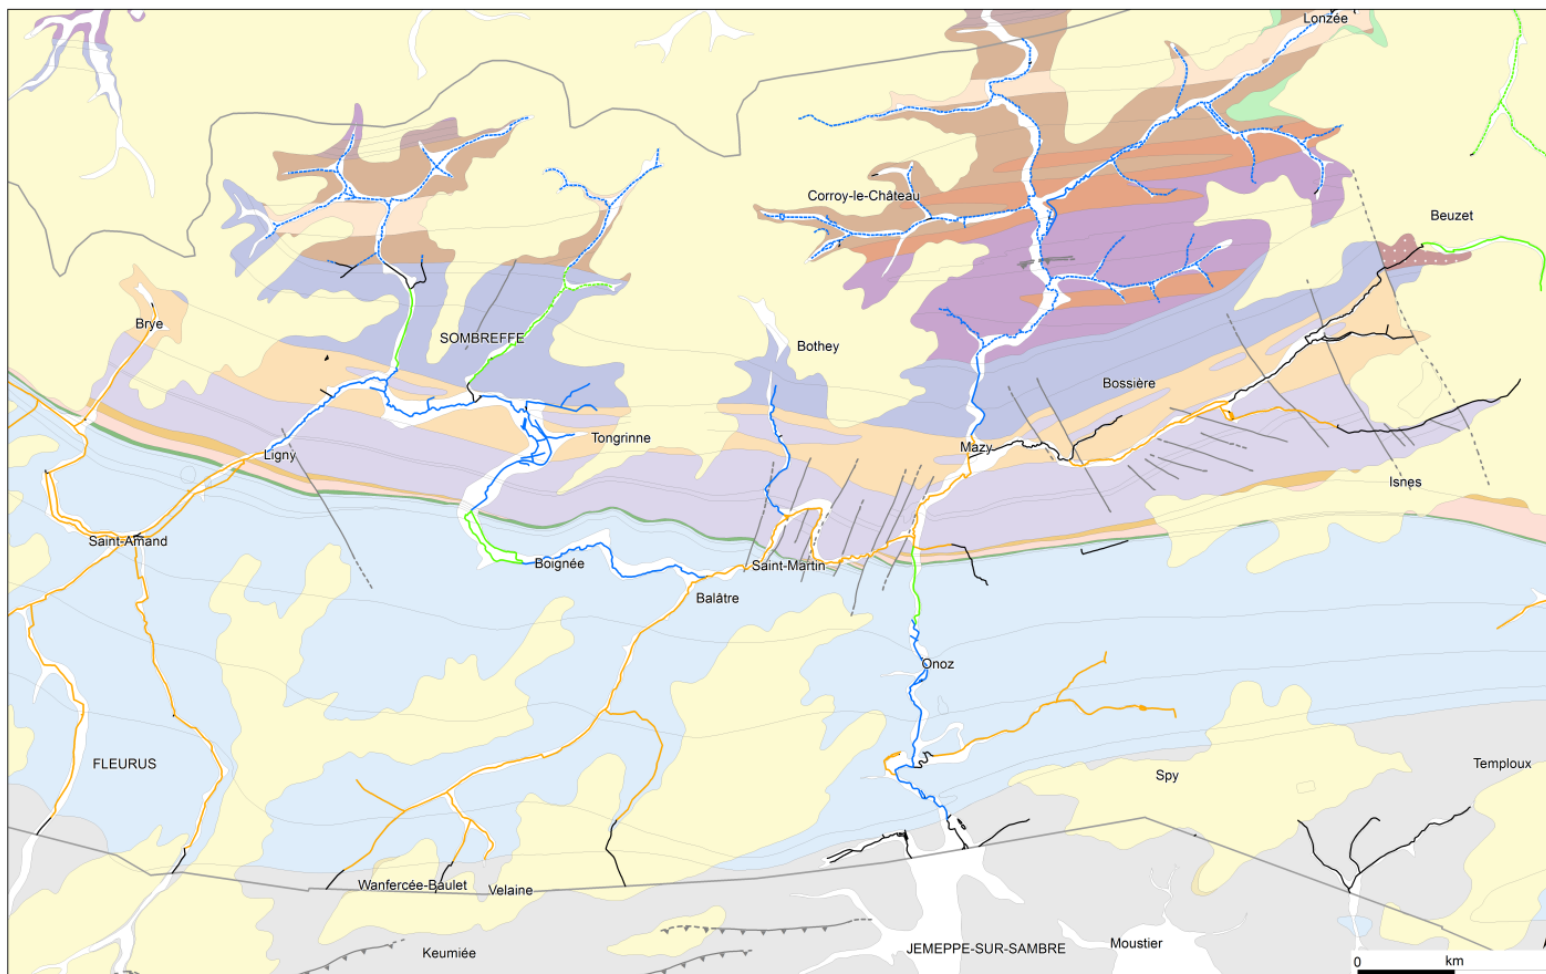 Lonzée
Corroy-le-Château
Beuzet
Brye
SOMBREFFE
Bothey
Bossière
Tongrinne
Mazy
Ligny
Isnes
Saint-Amand
Boignée
Saint-Martin
Balâtre
Onoz
FLEURUS
Spy
Temploux
Wanfercée-Baulet
Velaine
Keumiée
JEMEPPE-SUR-SAMBRE
Moustier
0 km